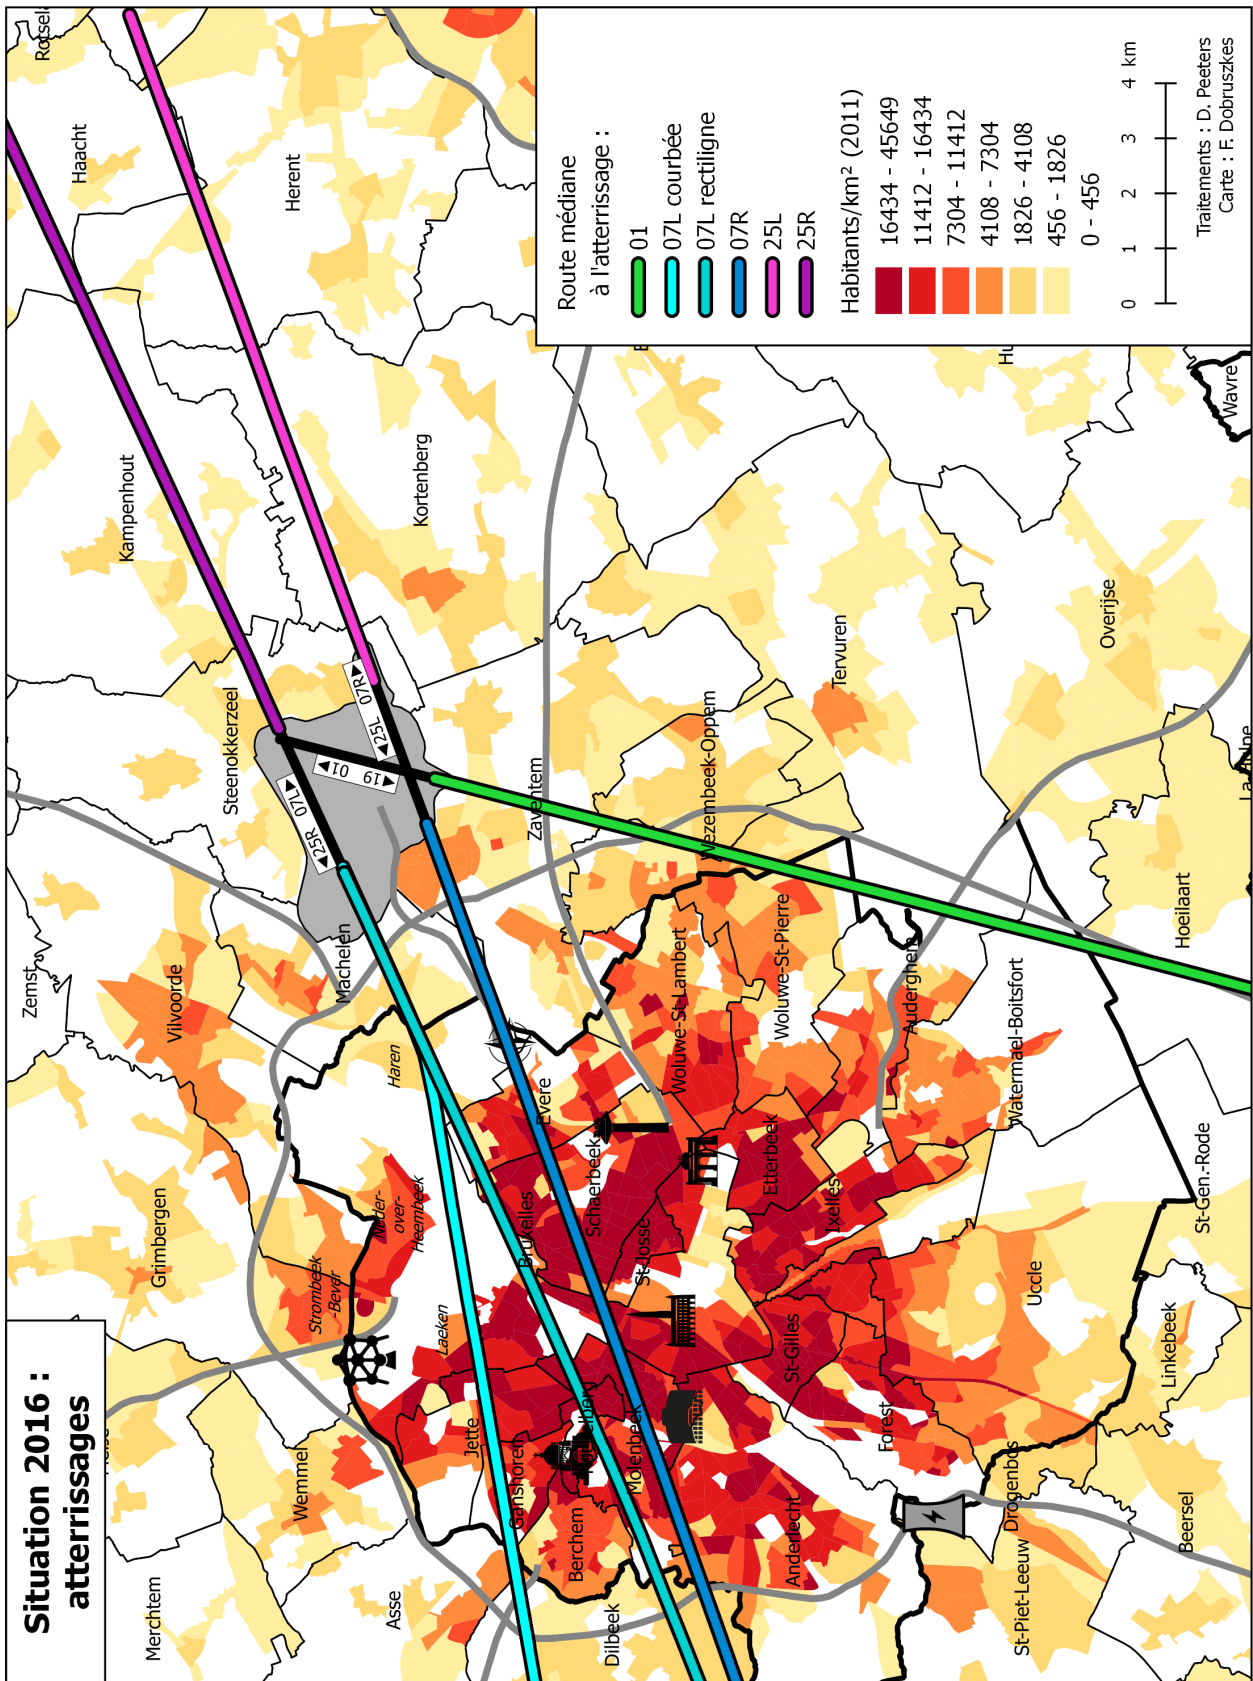 Situation 2016 :
atterrissages
Merchtem
Asse
Dilbeek
St-Piet-Leeuw
Beersel
Wemmel
Grimbergen
Strombeek
-Bever
Neder-
over-
Heembeek
Laeken
Jette
Ganshoren
Berchem
Molenbeek
Anderlecht
Forest
Drogenbos
Linkebeek
Uccle
St-Gilles
St-Josse
Bruxelles
Schaerbeek
Evere
Etterbeek
Ixelles
St-Gen.-Rode
Watermael-Boitsfort
Auderghem
Woluwe-St-Lambert
Woluwe-St-Pierre
Hoeilaart
Haren
Machelen
Vilvoorde
Zemst
Steenokkerzeel
Zaventem
Wezembeek-Oppem
Tervuren
Overijse
Kampenhout
Kortenberg
Herent
Haacht
Wavre
◀25R 07L▶
19 01▶
◀25L 07R▶
Route médiane
à l'atterrissage :
01
07L courbée
07L rectiligne
07R
25L
25R
Habitants/km² (2011)
16434 - 45649
11412 - 16434
7304 - 11412
4108 - 7304
1826 - 4108
456 - 1826
0 - 456
0 1 2 3 4 km
Traitements : D. Peeters
Carte : F. Dobruszkes